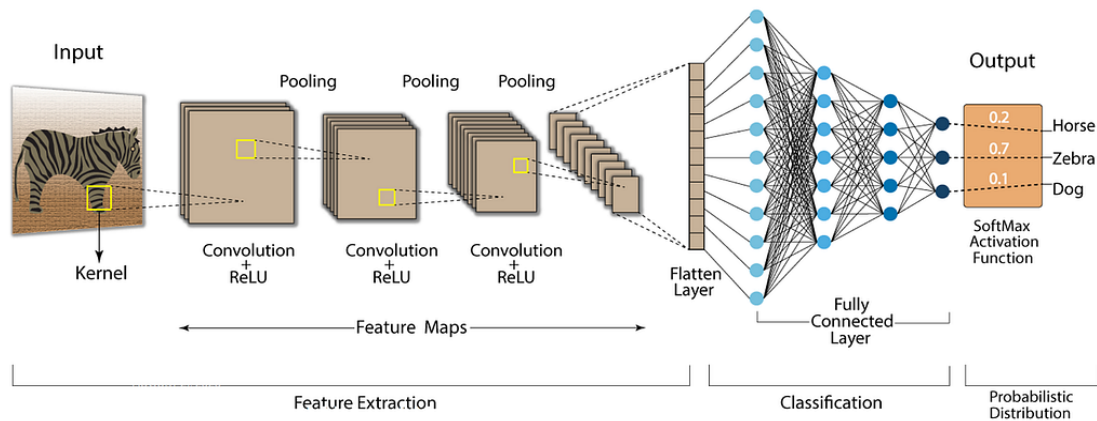 Input
Pooling
Pooling
Pooling
Output
0.2
Horse
0.7
Zebra
0.1
Dog
Kernel
Convolution
+
ReLU
Convolution
+
ReLU
Convolution
+
ReLU
Flatten
Layer
SoftMax
Activation
Function
Feature Maps
Fully
Connected
Layer
Feature Extraction
Classification
Probabilistic
Distribution